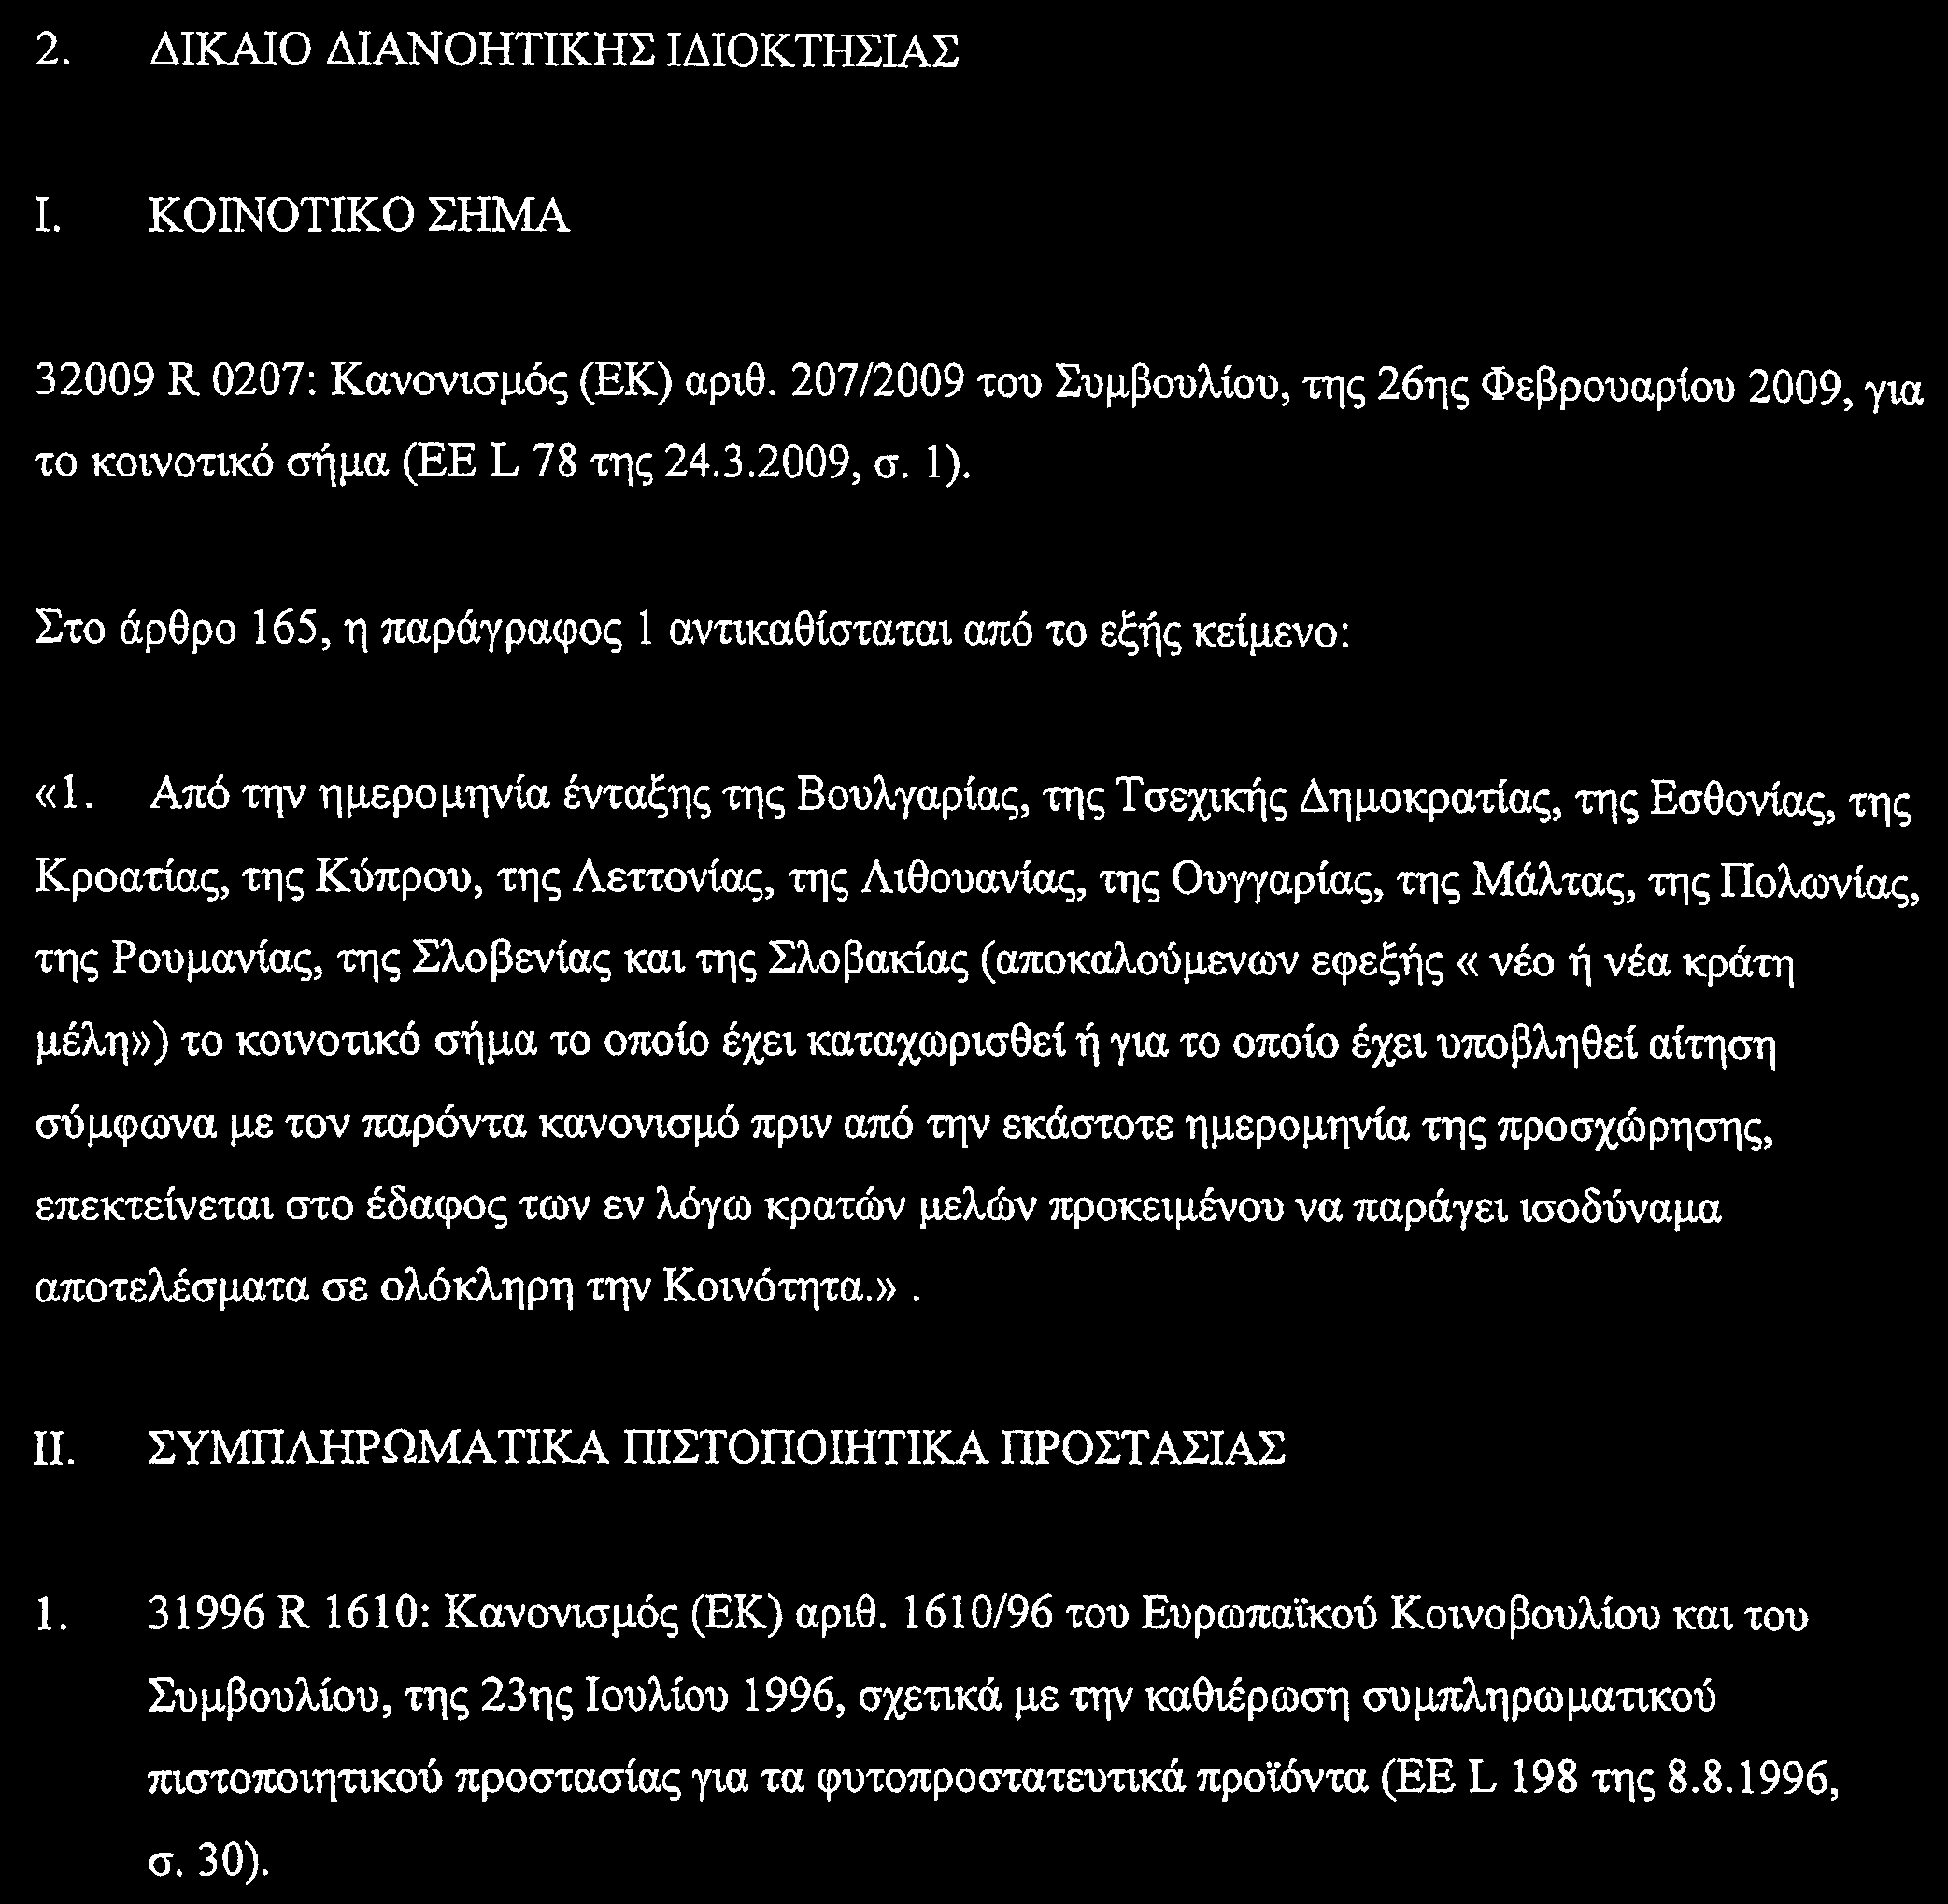 2. ΔΙΚΑΙΟ ΔΙΑΝΟΗΤΙΚΗΣ ΙΔΙΟΚΤΗΣΙΑΣ
I. ΚΟΙΝΟΤΙΚΟ ΣΗΜΑ
32009 R 0207: Κανονισμός (ΕΚ) αριθ. 207/2009 του Συμβουλίου, της 26ης Φεβρουαρίου 2009, για
το κοινοτικό σήμα (ΕΕ L 78 της 24.3.2009, σ. 1).
Στο άρθρο 165, η παράγραφος 1 αντικαθίσταται από το εξής κείμενο:
«1. Από την ημερομηνία ένταξης της Βουλγαρίας, της Τσεχικής Δημοκρατίας, της Εσθονίας, της
Κροατίας, της Κύπρου, της Λεττονίας, της Λιθουανίας, της Ουγγαρίας, της Μάλτας, της Πολωνίας,
της Ρουμανίας, της Σλοβενίας και της Σλοβακίας (αποκαλούμενων εφεξής « νέο ή νέα κράτη
μέλη») το κοινοτικό σήμα το οποίο έχει καταχωρισθεί ή για το οποίο έχει υποβληθεί αίτηση
σύμφωνα με τον παρόντα κανονισμό πριν από την εκάστοτε ημερομηνία της προσχώρησης,
επεκτείνεται στο έδαφος των εν λόγω κρατών μελών προκειμένου να παράγει ισοδύναμα
αποτελέσματα σε ολόκληρη την Κοινότητα.» .
II. ΣΥΜΠΛΗΡΩΜΑΤΙΚΑ ΠΙΣΤΟΠΟΙΗΤΙΚΑ ΠΡΟΣΤΑΣΙΑΣ
1. 31996 R 1610: Κανονισμός (ΕΚ) αριθ. 1610/96 του Ευρωπαϊκού Κοινοβουλίου και του
Συμβουλίου, της 23ης Ιουλίου 1996, σχετικά με την καθιέρωση συμπληρωματικού
πιστοποιητικού προστασίας για τα φυτοπροστατευτικά προϊόντα (ΕΕ L 198 της 8.8.1996,
σ. 30).